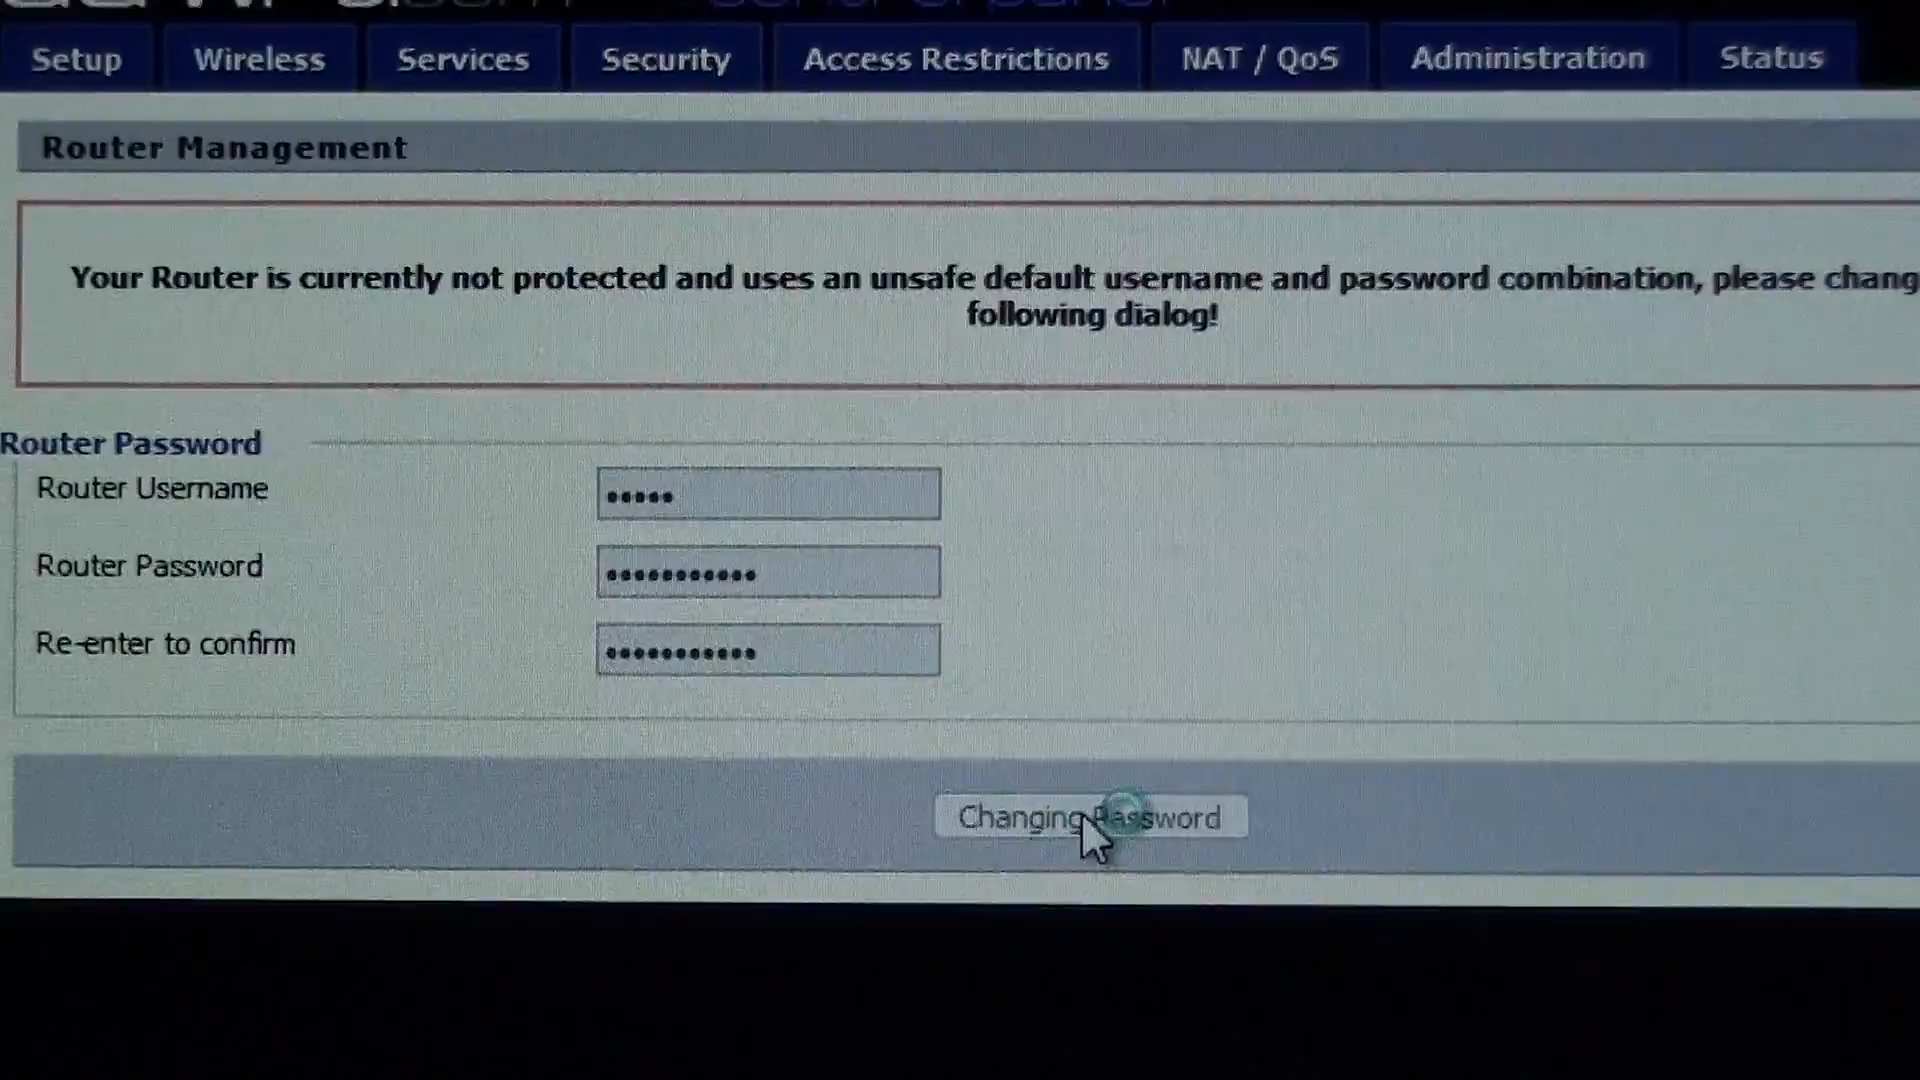 Setup Wireless Services Security Access Restrictions NAT / QoS Administration Status
Router Management
Your Router is currently not protected and uses an unsafe default username and password combination, please chang
following dialog!
Router Password
Router Username
Router Password
Re-enter to confirm
Changing Password